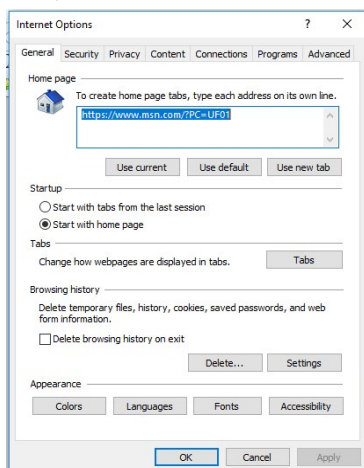 Internet Options
? X
General Security Privacy Content Connections Programs Advanced
Home page
To create home page tabs, type each address on its own line.
https://www.msn.com/?PC=UF01
Use current Use default Use new tab
Startup
Start with tabs from the last session
Start with home page
Tabs
Change how webpages are displayed in tabs. Tabs
Browsing history
Delete temporary files, history, cookies, saved passwords, and web
form information.
Delete browsing history on exit
Delete... Settings
Appearance
Colors Languages Fonts Accessibility
OK Cancel Apply